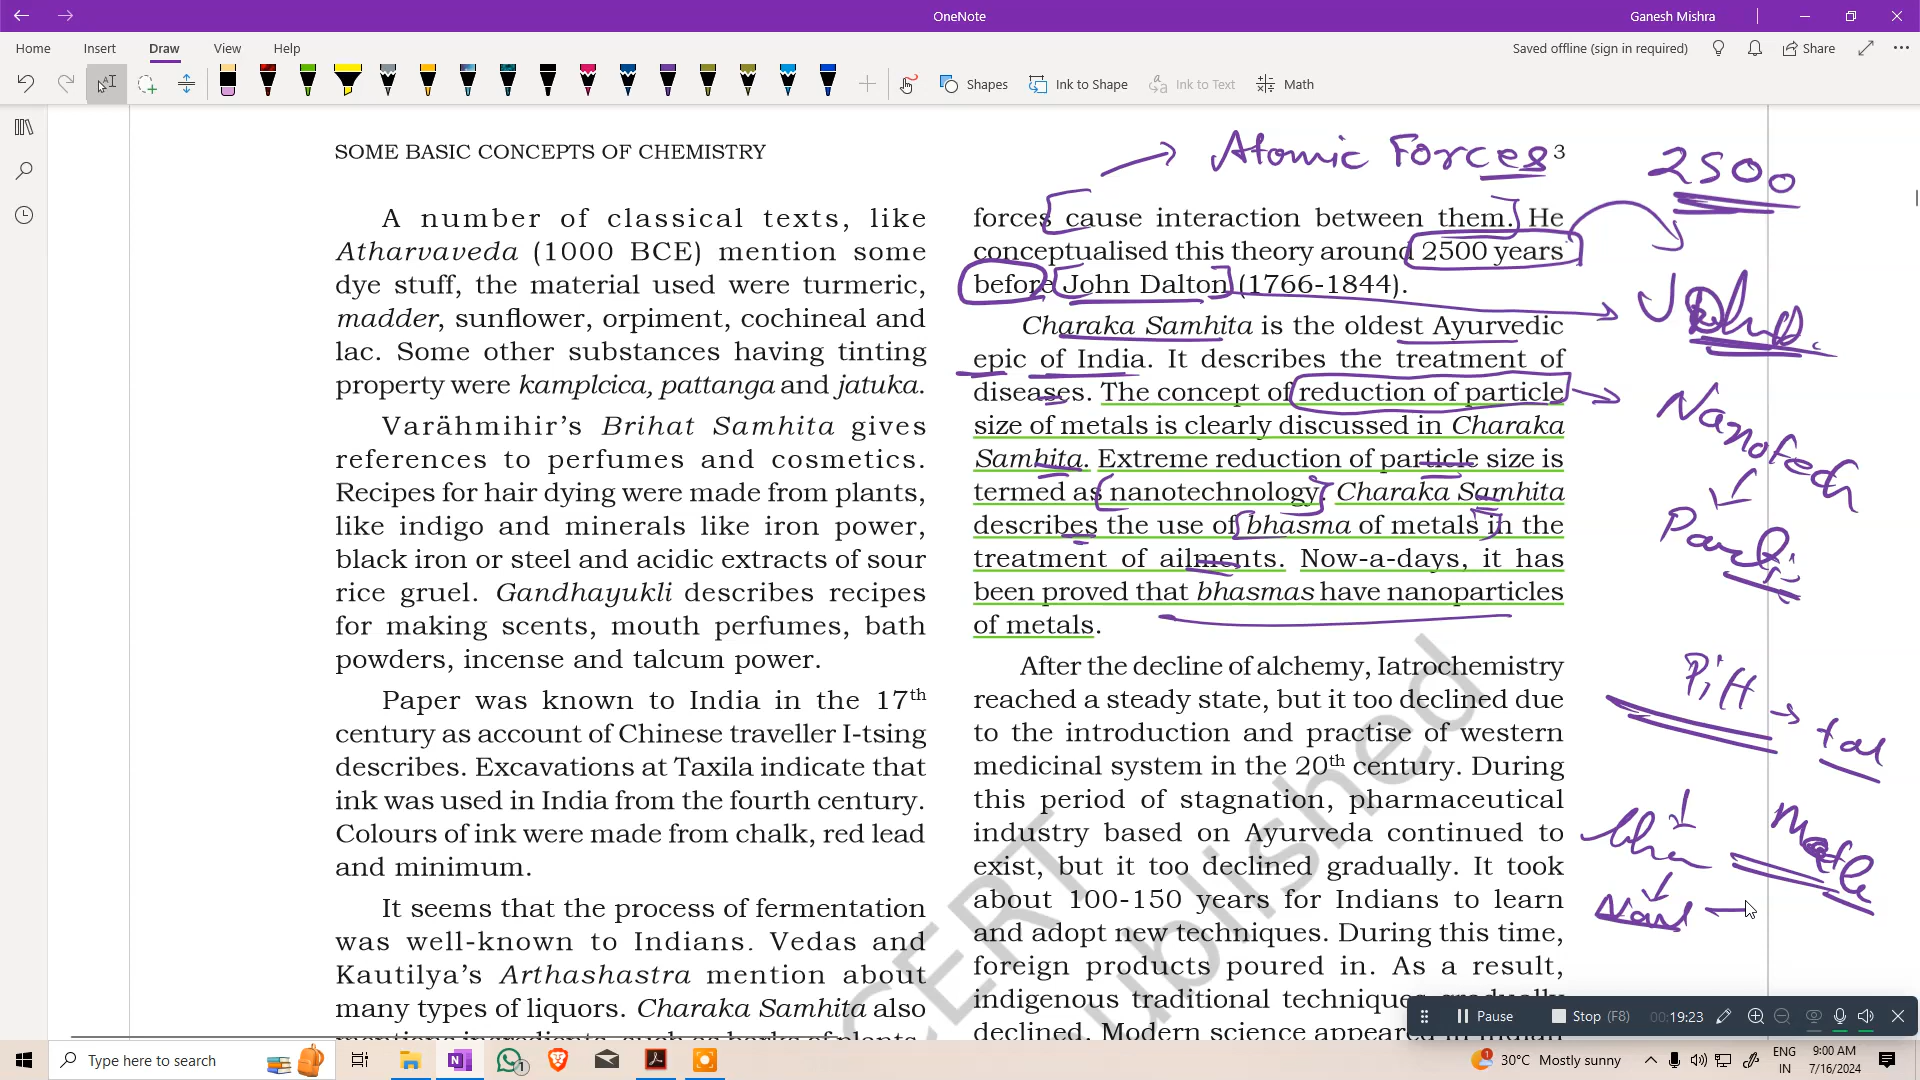 OneNote
Ganesh Mishra
Home Insert Draw View Help
Saved offline (sign in required)
Share
Shapes
Ink to Shape
Ink to Text
Math
SOME BASIC CONCEPTS OF CHEMISTRY
A number of classical texts, like
Atharvaveda (1000 BCE) mention some
dye stuff, the material used were turmeric,
madder, sunflower, orpiment, cochineal and
lac. Some other substances having tinting
property were kamplcica, pattanga and jatuka.
Varähmihir’s Brihat Samhita gives
references to perfumes and cosmetics.
Recipes for hair dying were made from plants,
like indigo and minerals like iron power,
black iron or steel and acidic extracts of sour
rice gruel. Gandhayukli describes recipes
for making scents, mouth perfumes, bath
powders, incense and talcum power.
Paper was known to India in the 17th
century as account of Chinese traveller I-tsing
describes. Excavations at Taxila indicate that
ink was used in India from the fourth century.
Colours of ink were made from chalk, red lead
and minimum.
It seems that the process of fermentation
was well-known to Indians. Vedas and
Kautilya’s Arthashastra mention about
many types of liquors. Charaka Samhita also
Atomic Forces
3
forces cause interaction between them. He
conceptualised this theory around 2500 years
before John Dalton (1766-1844).
Charaka Samhita is the oldest Ayurvedic
epic of India. It describes the treatment of
diseases. The concept of reduction of particle
size of metals is clearly discussed in Charaka
Samhita. Extreme reduction of particle size is
termed as nanotechnology. Charaka Samhita
describes the use of bhasma of metals in the
treatment of ailments. Now-a-days, it has
been proved that bhasmas have nanoparticles
of metals.
After the decline of alchemy, Iatrochemistry
reached a steady state, but it too declined due
to the introduction and practise of western
medicinal system in the 20th century. During
this period of stagnation, pharmaceutical
industry based on Ayurveda continued to
exist, but it too declined gradually. It took
about 100-150 years for Indians to learn
and adopt new techniques. During this time,
foreign products poured in. As a result,
indigenous traditional techniques gradually
declined. Modern science appeared in Indian
2500
Nanotech
Pause
Stop (F8)
00:19:23
Type here to search
1
1
30°C Mostly sunny
ENG
IN
9:00 AM
7/16/2024